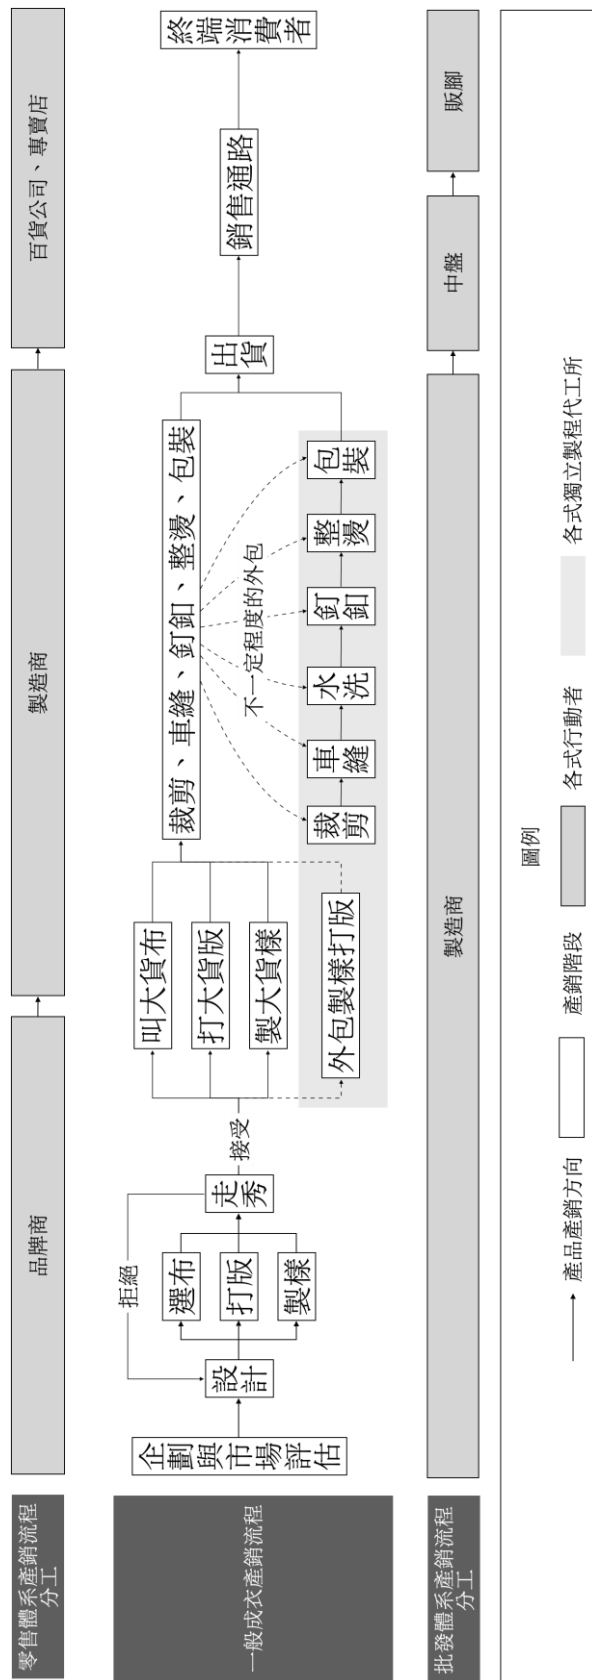 零售體系產銷流程
分工
品牌商
製造商
百貨公司、專賣店
一般成衣產銷流程
企劃與市場評估
設計
拒絕
選布
打版
製樣
走秀
接受
叫大貨布
打大貨版
製大貨樣
外包製樣打版
裁剪、車縫、釘釦、整燙、包裝
不一定程度的外包
裁剪
車縫
水洗
釘釦
整燙
包裝
出貨
銷售通路
終端消費者
批發體系產銷流程
分工
製造商
中盤
販腳
圖例
產品產銷方向
產銷階段
各式行動者
各式獨立製程代工所